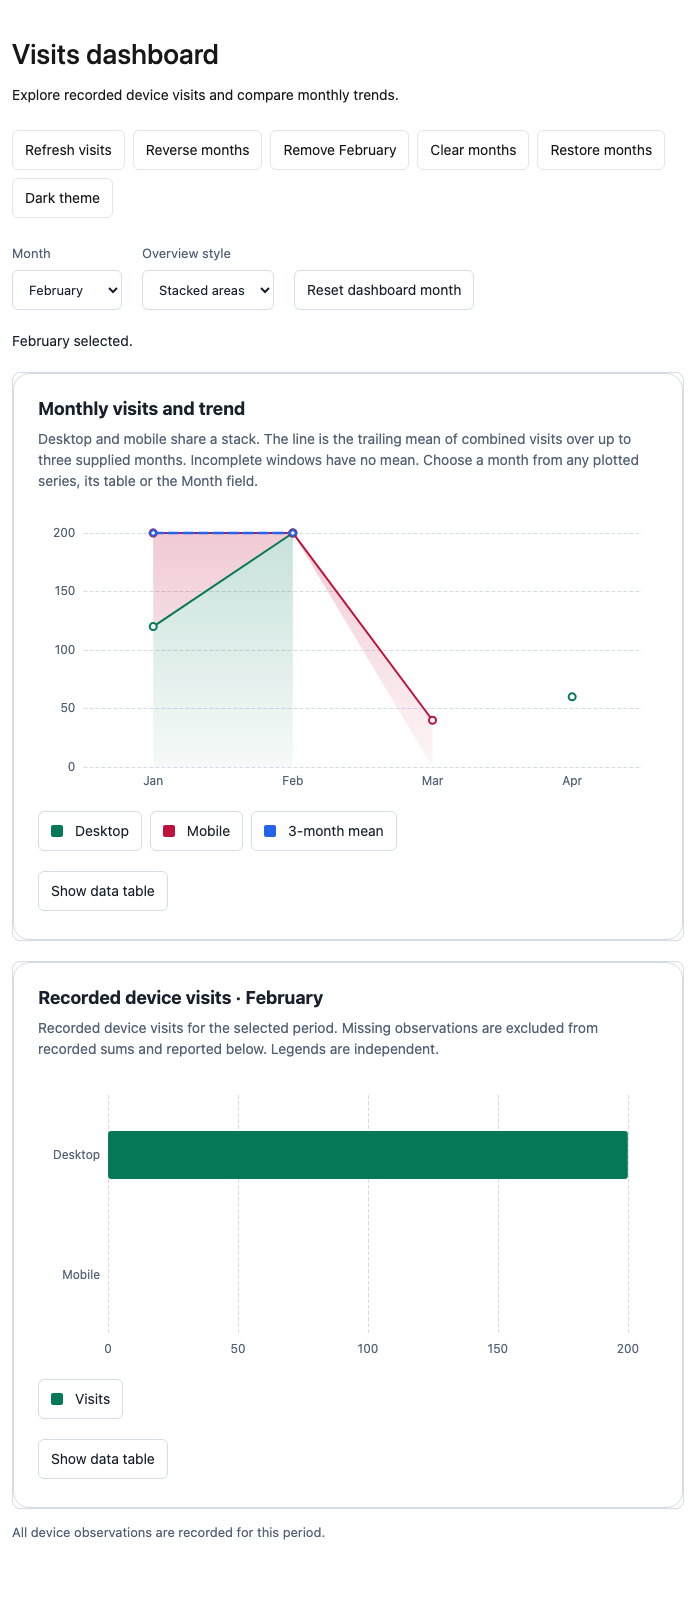 Visits dashboard
Explore recorded device visits and compare monthly trends.
Refresh visits
Reverse months
Remove February
Clear months
Restore months
Dark theme
Month
Overview style
February
Stacked areas
Reset dashboard month
February selected.
Monthly visits and trend
Desktop and mobile share a stack. The line is the trailing mean of combined visits over up to
three supplied months. Incomplete windows have no mean. Choose a month from any plotted
series, its table or the Month field.
200
150
100
50
0
Jan
Feb
Mar
Apr
Desktop
Mobile
3-month mean
Show data table
Recorded device visits · February
Recorded device visits for the selected period. Missing observations are excluded from
recorded sums and reported below. Legends are independent.
Desktop
Mobile
0
50
100
150
200
Visits
Show data table
All device observations are recorded for this period.